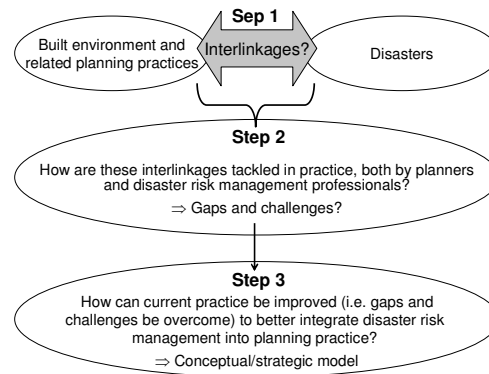 Sep 1
Built environment and
related planning practices
Interlinkages?
Disasters
Step 2
How are these interlinkages tackled in practice, both by planners
and disaster risk management professionals?
⇒ Gaps and challenges?
Step 3
How can current practice be improved (i.e. gaps and
challenges be overcome) to better integrate disaster risk
management into planning practice?
⇒ Conceptual/strategic model